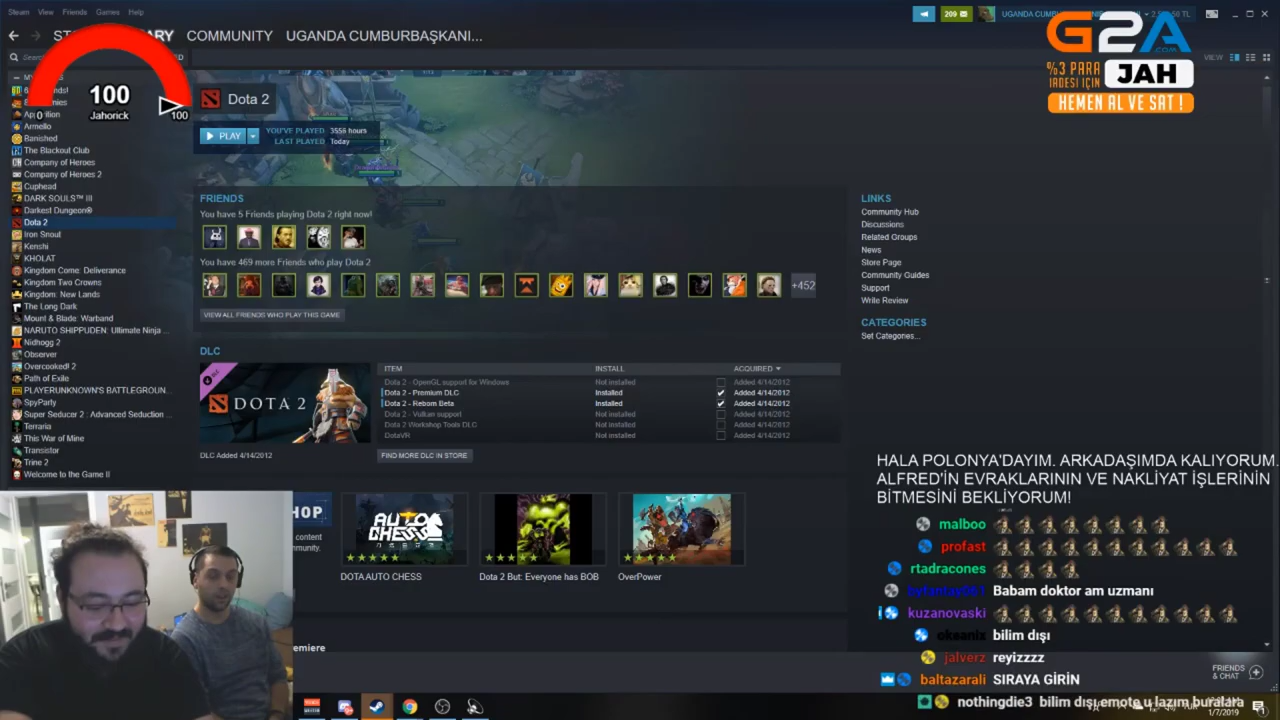 Steam View Friends Games Help
209
COMMUNITY
UGANDA CUMBURBAŞKANI...
VIEW
G2A
.COM
%3 PARA
İADESİ İÇİN
JAH
HEMEN AL VE SAT !
100
Jahorick
0
100
Armello
Banished
The Blackout Club
Company of Heroes
Company of Heroes 2
Cuphead
DARK SOULS™ III
Darkest Dungeon®
Dota 2
Iron Snout
Kenshi
KHOLAT
Kingdom Come: Deliverance
Kingdom Two Crowns
Kingdom: New Lands
The Long Dark
Mount & Blade: Warband
NARUTO SHIPPUDEN: Ultimate Ninja ...
Nidhogg 2
Observer
Overcooked! 2
Path of Exile
PLAYERUNKNOWN'S BATTLEGROUN...
SpyParty
Super Seducer 2 : Advanced Seduction ...
Terraria
This War of Mine
Transistor
Trine 2
Welcome to the Game II
Dota 2
PLAY
YOU'VE PLAYED 3556 hours
LAST PLAYED Today
FRIENDS
You have 5 Friends playing Dota 2 right now!
You have 469 more Friends who play Dota 2
+452
VIEW ALL FRIENDS WHO PLAY THIS GAME
DLC
DOTA 2
DLC Added 4/14/2012
ITEM INSTALL ACQUIRED
Dota 2 - OpenGL support for Windows Not installed Added 4/14/2012
Dota 2 - Premium DLC Installed Added 4/14/2012
Dota 2 - Reborn Beta Installed Added 4/14/2012
Dota 2 - Vulkan support Not installed Added 4/14/2012
Dota 2 Workshop Tools DLC Not installed Added 4/14/2012
DotaVR Not installed Added 4/14/2012
FIND MORE DLC IN STORE
LINKS
Community Hub
Discussions
Related Groups
News
Store Page
Community Guides
Support
Write Review
CATEGORIES
Set Categories...
content
AUTO CHESS
DOTA AUTO CHESS
Dota 2 But: Everyone has BOB
OverPower
HALA POLONYA'DAYIM. ARKADAŞIMDA KALIYORUM.
ALFRED'İN EVRAKLARININ VE NAKLİYAT İŞLERİNİN
BİTMESİNİ BEKLİYORUM!
malboo
profast
rtadracones
Babam doktor am uzmanı
kuzanovaski
okeanix bilim dışı
jalverz reyizzzz
baltazarali SIRAYA GİRİN
nothingdie3 bilim dışı emote u lazım buralara
FRIENDS
& CHAT
1/7/2019